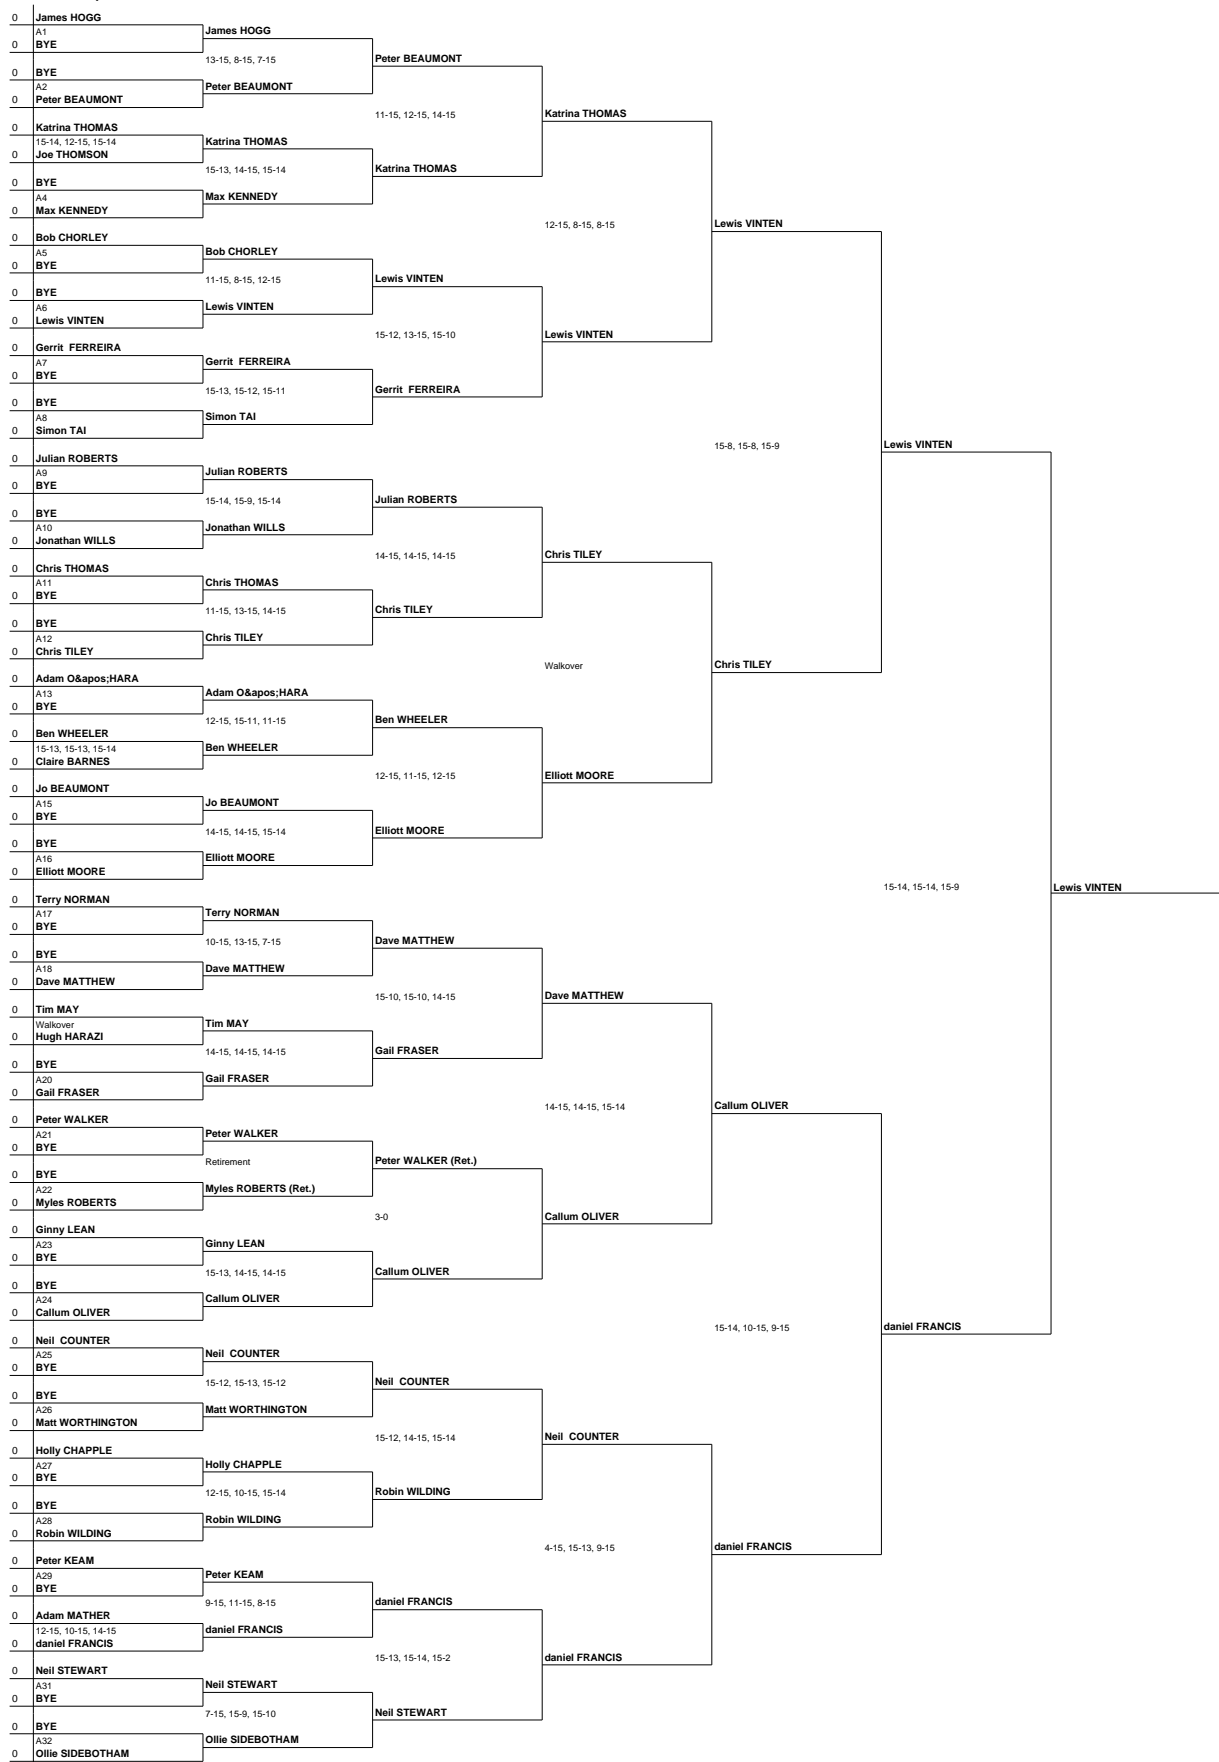 0 James HOGG
A1
0 BYE
0 BYE
A2
0 Peter BEAUMONT
0 Katrina THOMAS
15-14, 12-15, 15-14
0 Joe THOMSON
0 BYE
A4
0 Max KENNEDY
0 Bob CHORLEY
A5
0 BYE
0 BYE
A6
0 Lewis VINTEN
0 Gerrit  FERREIRA
A7
0 BYE
0 BYE
A8
0 Simon TAI
0 Julian ROBERTS
A9
0 BYE
0 BYE
A10
0 Jonathan WILLS
0 Chris THOMAS
A11
0 BYE
0 BYE
A12
0 Chris TILEY
0 Adam O&apos;HARA
A13
0 BYE
0 Ben WHEELER
15-13, 15-13, 15-14
0 Claire BARNES
0 Jo BEAUMONT
A15
0 BYE
0 BYE
A16
0 Elliott MOORE
0 Terry NORMAN
A17
0 BYE
0 BYE
A18
0 Dave MATTHEW
0 Tim MAY
Walkover
0 Hugh HARAZI
0 BYE
A20
0 Gail FRASER
0 Peter WALKER
A21
0 BYE
0 BYE
A22
0 Myles ROBERTS
0 Ginny LEAN
A23
0 BYE
0 BYE
A24
0 Callum OLIVER
0 Neil  COUNTER
A25
0 BYE
0 BYE
A26
0 Matt WORTHINGTON
0 Holly CHAPPLE
A27
0 BYE
0 BYE
A28
0 Robin WILDING
0 Peter KEAM
A29
0 BYE
0 Adam MATHER
12-15, 10-15, 14-15
0 daniel FRANCIS
0 Neil STEWART
A31
0 BYE
0 BYE
A32
0 Ollie SIDEBOTHAM
James HOGG
13-15, 8-15, 7-15
Peter BEAUMONT
Katrina THOMAS
15-13, 14-15, 15-14
Max KENNEDY
Bob CHORLEY
11-15, 8-15, 12-15
Lewis VINTEN
Gerrit  FERREIRA
15-13, 15-12, 15-11
Simon TAI
Julian ROBERTS
15-14, 15-9, 15-14
Jonathan WILLS
Chris THOMAS
11-15, 13-15, 14-15
Chris TILEY
Adam O&apos;HARA
12-15, 15-11, 11-15
Ben WHEELER
Jo BEAUMONT
14-15, 14-15, 15-14
Elliott MOORE
Terry NORMAN
10-15, 13-15, 7-15
Dave MATTHEW
Tim MAY
14-15, 14-15, 14-15
Gail FRASER
Peter WALKER
Retirement
Myles ROBERTS (Ret.)
Ginny LEAN
15-13, 14-15, 14-15
Callum OLIVER
Neil  COUNTER
15-12, 15-13, 15-12
Matt WORTHINGTON
Holly CHAPPLE
12-15, 10-15, 15-14
Robin WILDING
Peter KEAM
9-15, 11-15, 8-15
daniel FRANCIS
Neil STEWART
7-15, 15-9, 15-10
Ollie SIDEBOTHAM
Peter BEAUMONT
11-15, 12-15, 14-15
Katrina THOMAS
Lewis VINTEN
15-12, 13-15, 15-10
Gerrit  FERREIRA
Julian ROBERTS
14-15, 14-15, 14-15
Chris TILEY
Ben WHEELER
12-15, 11-15, 12-15
Elliott MOORE
Dave MATTHEW
15-10, 15-10, 14-15
Gail FRASER
Peter WALKER (Ret.)
3-0
Callum OLIVER
Neil  COUNTER
15-12, 14-15, 15-14
Robin WILDING
daniel FRANCIS
15-13, 15-14, 15-2
Neil STEWART
Katrina THOMAS
12-15, 8-15, 8-15
Lewis VINTEN
Chris TILEY
Walkover
Elliott MOORE
Dave MATTHEW
14-15, 14-15, 15-14
Callum OLIVER
Neil  COUNTER
4-15, 15-13, 9-15
daniel FRANCIS
Lewis VINTEN
15-8, 15-8, 15-9
Chris TILEY
Callum OLIVER
15-14, 10-15, 9-15
daniel FRANCIS
Lewis VINTEN
15-14, 15-14, 15-9
daniel FRANCIS
Lewis VINTEN